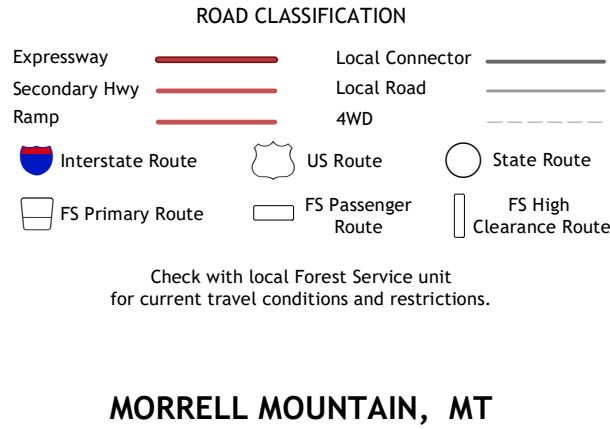 ROAD CLASSIFICATION
Expressway
Local Connector
Secondary Hwy
Local Road
Ramp
4WD
Interstate Route
US Route
State Route
FS Primary Route
FS Passenger
Route
FS High
Clearance Route
Check with local Forest Service unit
for current travel conditions and restrictions.
MORRELL MOUNTAIN, MT